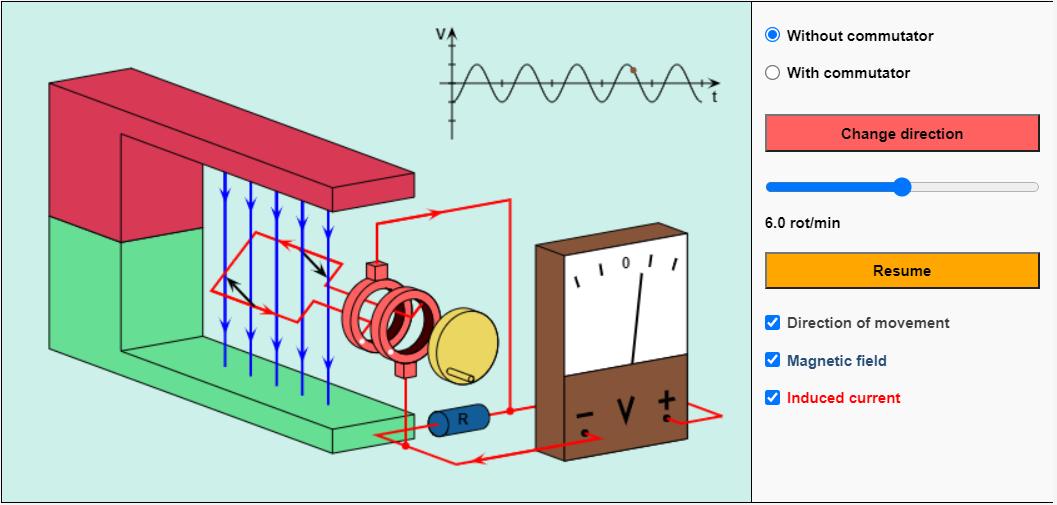 V
t
0
R
− V +
Without commutator
With commutator
Change direction
6.0 rot/min
Resume
Direction of movement
Magnetic field
Induced current